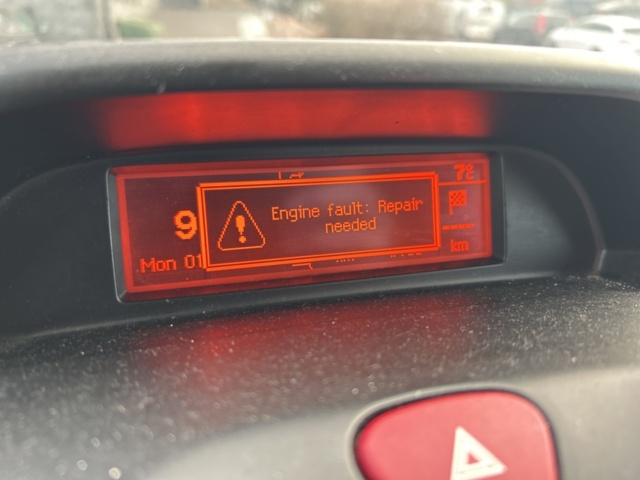 7°C
9
Engine fault: Repair
needed
Mon 01
km